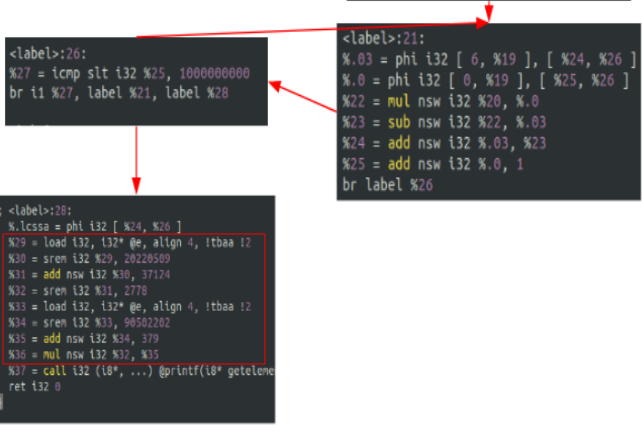 <label>:26:
%27 = icmp slt i32 %25, 1000000000
br i1 %27, label %21, label %28
<label>:21:
%.03 = phi i32 [ 6, %19 ], [ %24, %26 ]
%.0 = phi i32 [ 0, %19 ], [ %25, %26 ]
%22 = mul nsw i32 %20, %.0
%23 = sub nsw i32 %22, %.03
%24 = add nsw i32 %.03, %23
%25 = add nsw i32 %.0, 1
br label %26
; <label>:28:
%.lcssa = phi i32 [ %24, %26 ]
%29 = load i32, i32* @e, align 4, !tbaa !2
%30 = srem i32 %29, 20220509
%31 = add nsw i32 %30, 37124
%32 = srem i32 %31, 2778
%33 = load i32, i32* @e, align 4, !tbaa !2
%34 = srem i32 %33, 90502202
%35 = add nsw i32 %34, 379
%36 = mul nsw i32 %32, %35
%37 = call i32 (i8*, ...) @printf(i8* geteleme
ret i32 0